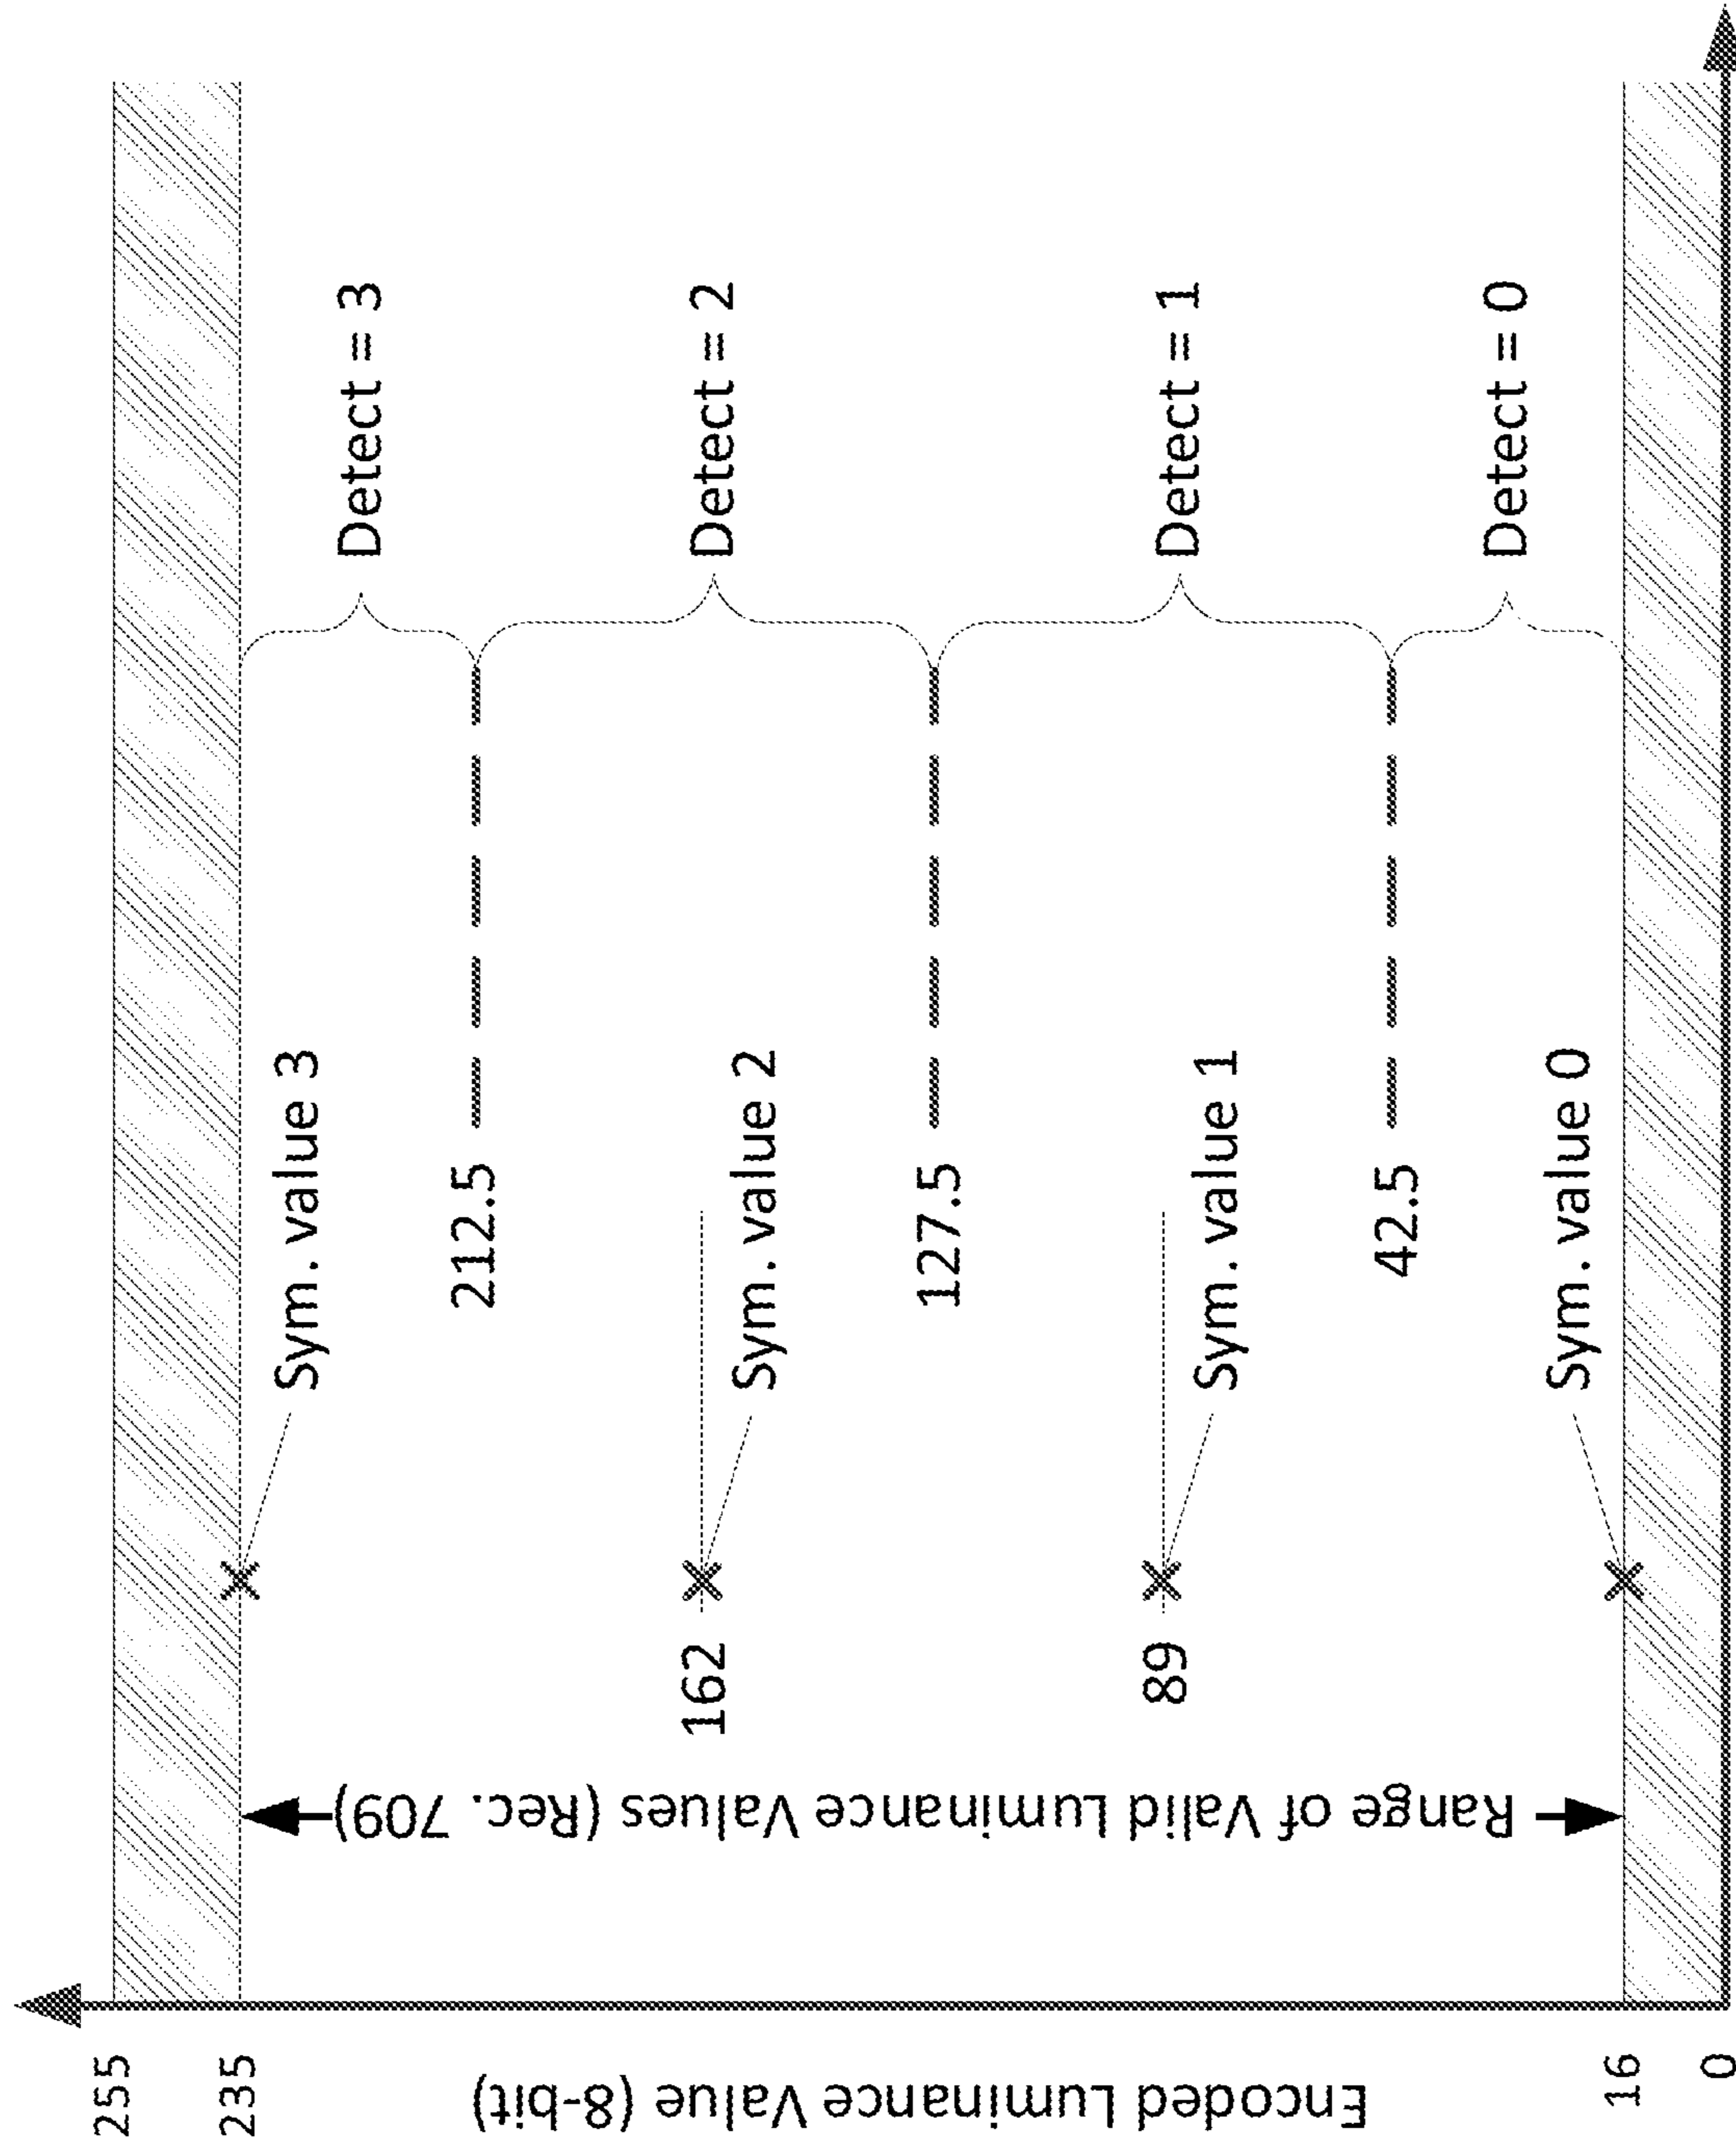 255
235
16
0
Encoded Luminance Value (8-bit)
Range of Valid Luminance Values (Rec. 709)
162
89
Sym. value 3
Sym. value 2
Sym. value 1
Sym. value 0
212.5
127.5
42.5
Detect = 3
Detect = 2
Detect = 1
Detect = 0